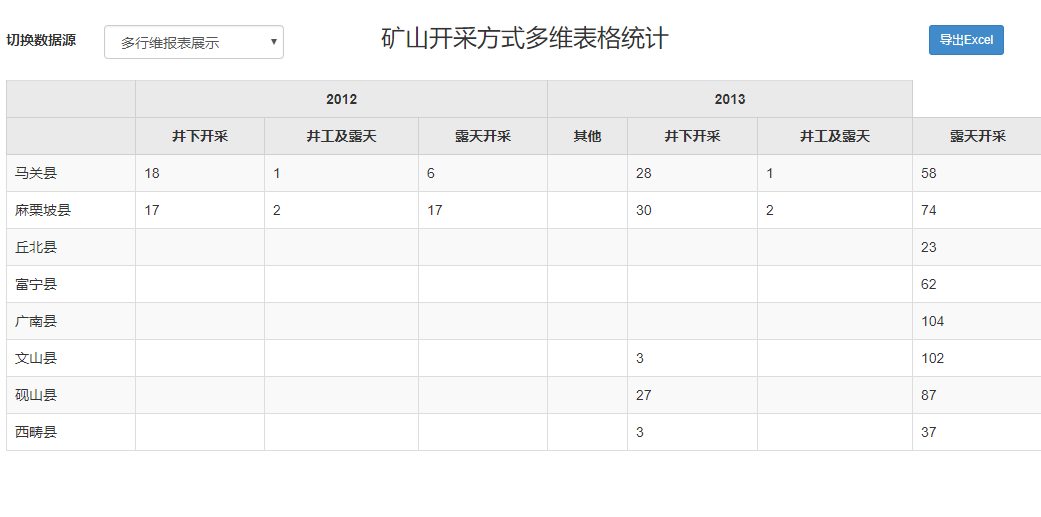 切换数据源 多行维报表展示 矿山开采方式多维表格统计 导出Excel
2012 2013
井下开采 井工及露天 露天开采 其他 井下开采 井工及露天 露天开采
马关县 18 1 6 28 1 58
麻栗坡县 17 2 17 30 2 74
丘北县 23
富宁县 62
广南县 104
文山县 3 102
砚山县 27 87
西畴县 3 37